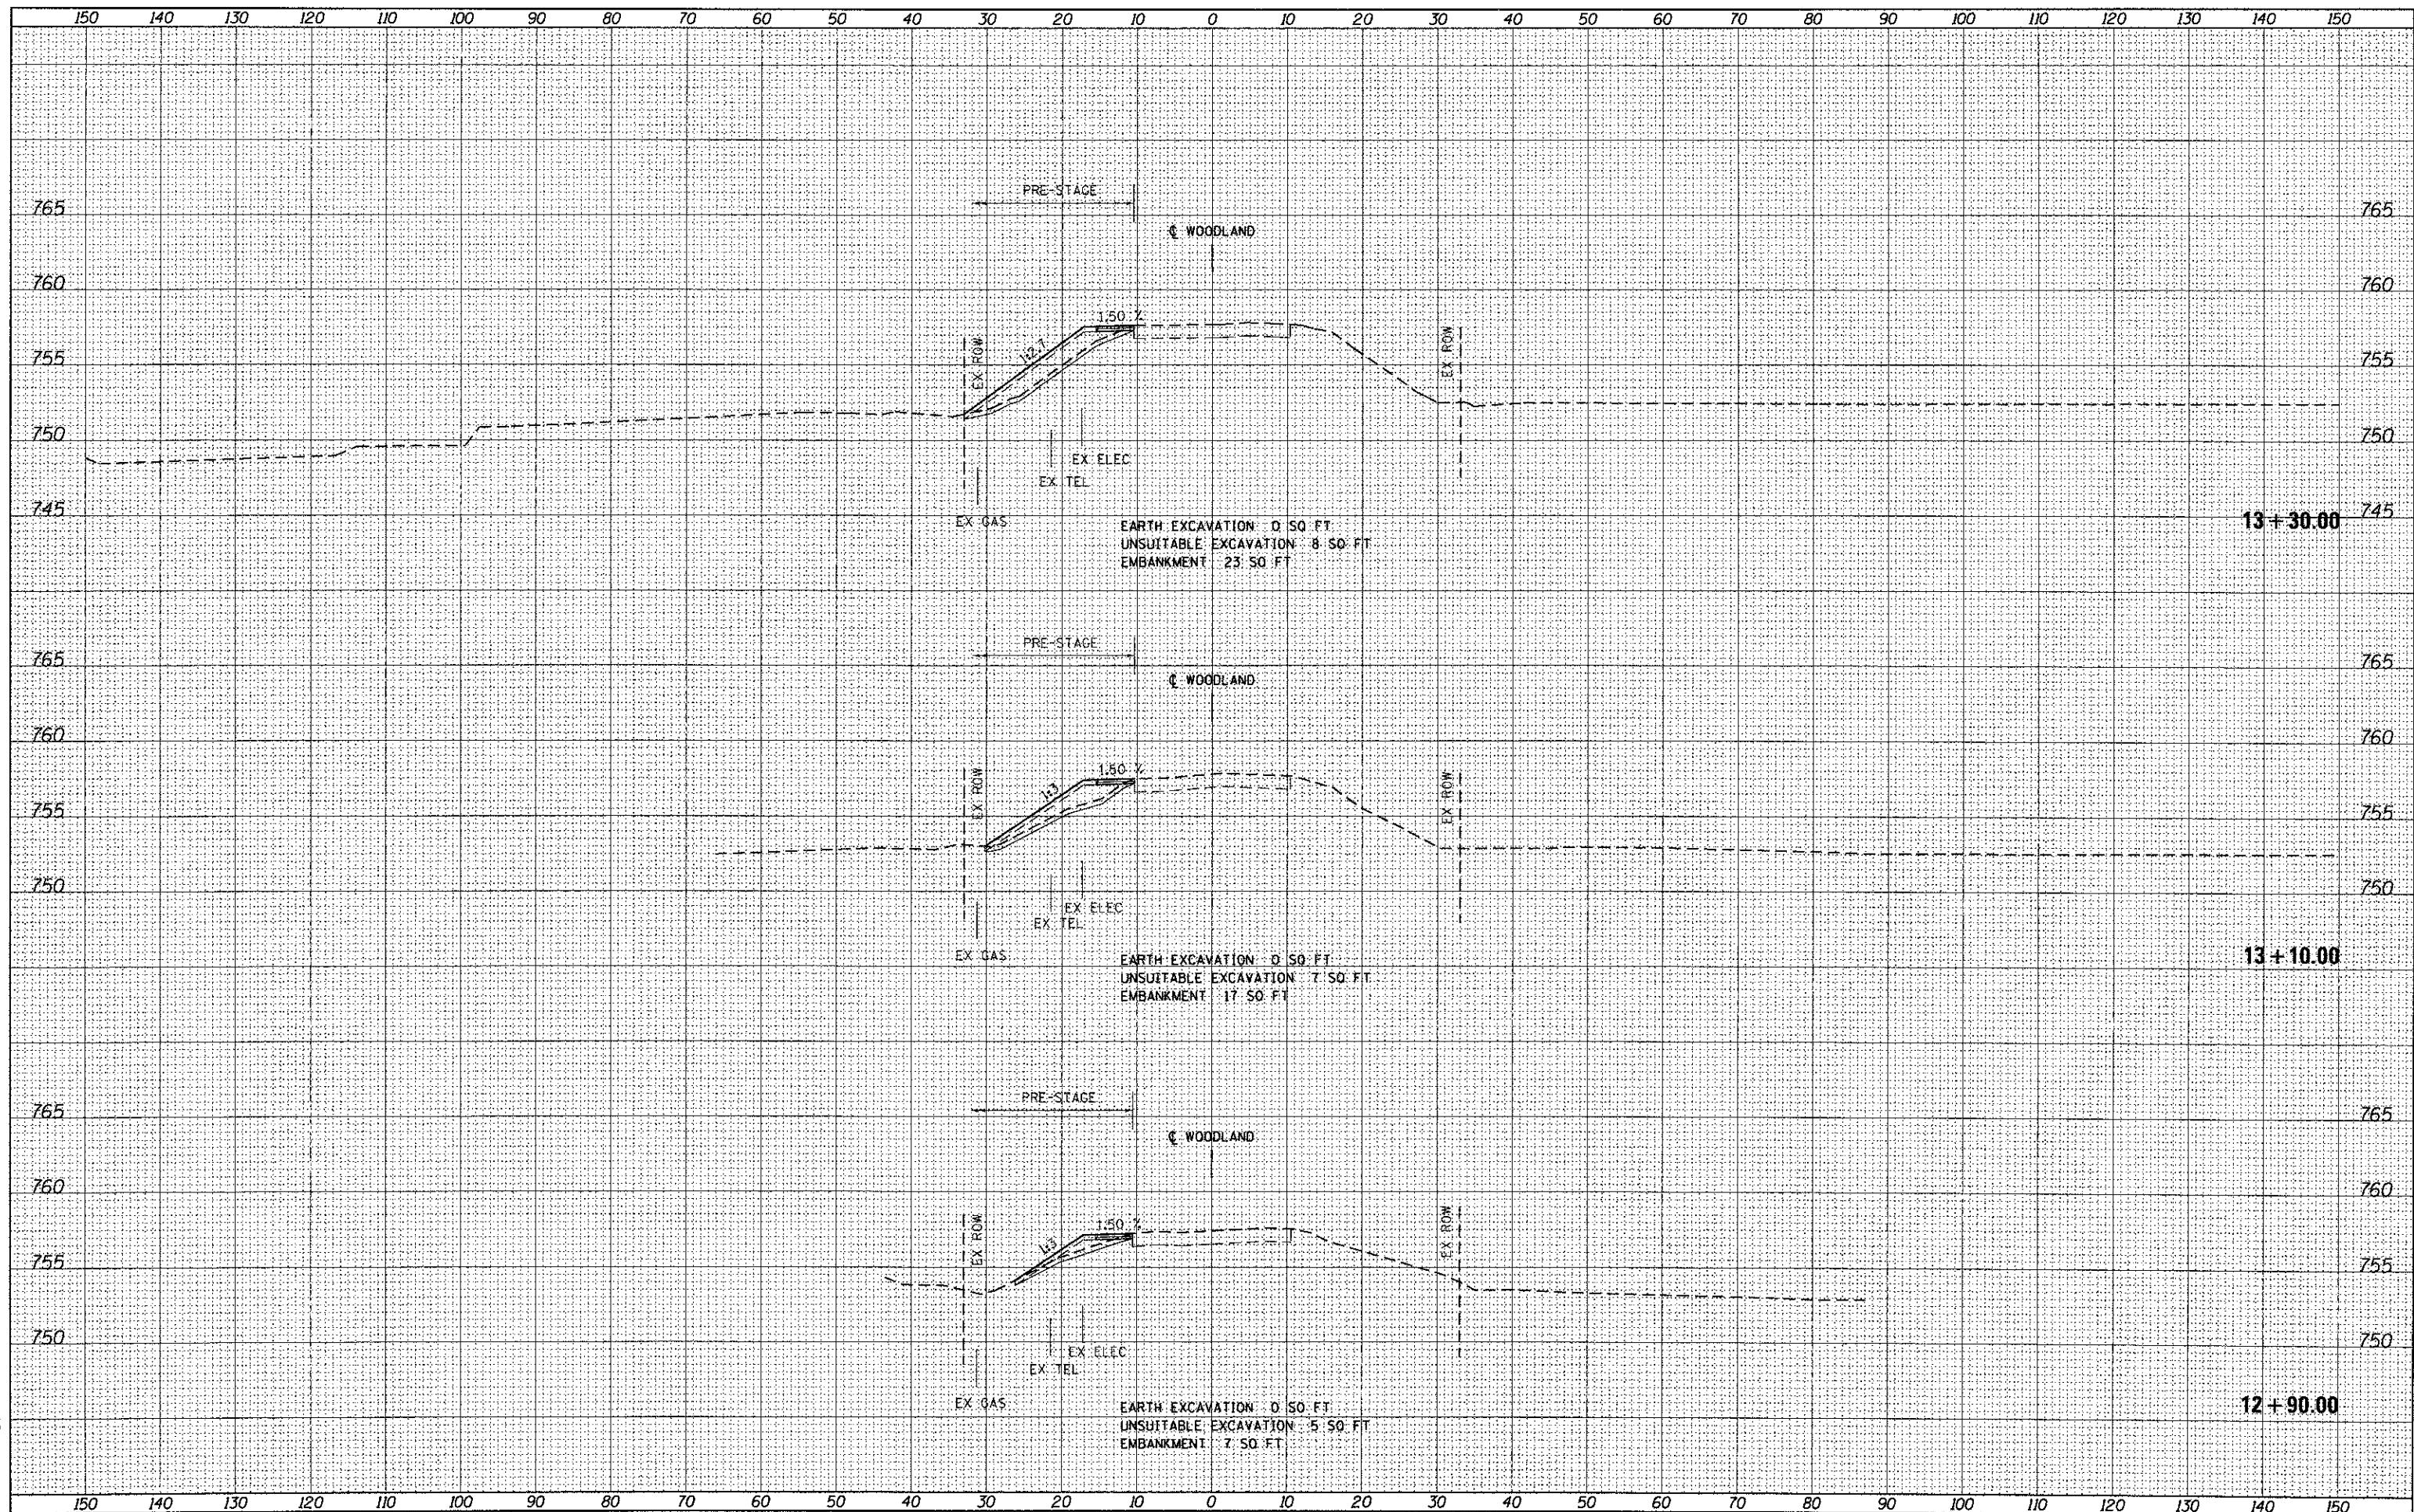 150 140 130 120 110 100 90 80 70 60 50 40 30 20 10 0 10 20 30 40 50 60 70 80 90 100 110 120 130 140 150
PRE-STAGE
765 765
℄ WOODLAND
760 760
1.50 %
EX ROW 1:2.7 EX ROW
755 755
750 750
EX ELEC
EX TEL
745 745
EX GAS
EARTH EXCAVATION 0 SQ FT 13 + 30.00
UNSUITABLE EXCAVATION 8 SQ FT
EMBANKMENT 23 SQ FT
PRE-STAGE
765 765
℄ WOODLAND
760 760
1.50 %
EX ROW 1:3 EX ROW
755 755
750 750
EX ELEC
EX TEL
EX GAS 13 + 10.00
EARTH EXCAVATION 0 SQ FT
UNSUITABLE EXCAVATION 7 SQ FT
EMBANKMENT 17 SQ FT
PRE-STAGE
765 765
℄ WOODLAND
760 760
1.50 %
EX ROW 1:3 EX ROW
755 755
750 750
EX ELEC
EX TEL
EX GAS 12 + 90.00
EARTH EXCAVATION 0 SQ FT
UNSUITABLE EXCAVATION 5 SQ FT
EMBANKMENT 7 SQ FT
150 140 130 120 110 100 90 80 70 60 50 40 30 20 10 0 10 20 30 40 50 60 70 80 90 100 110 120 130 140 150